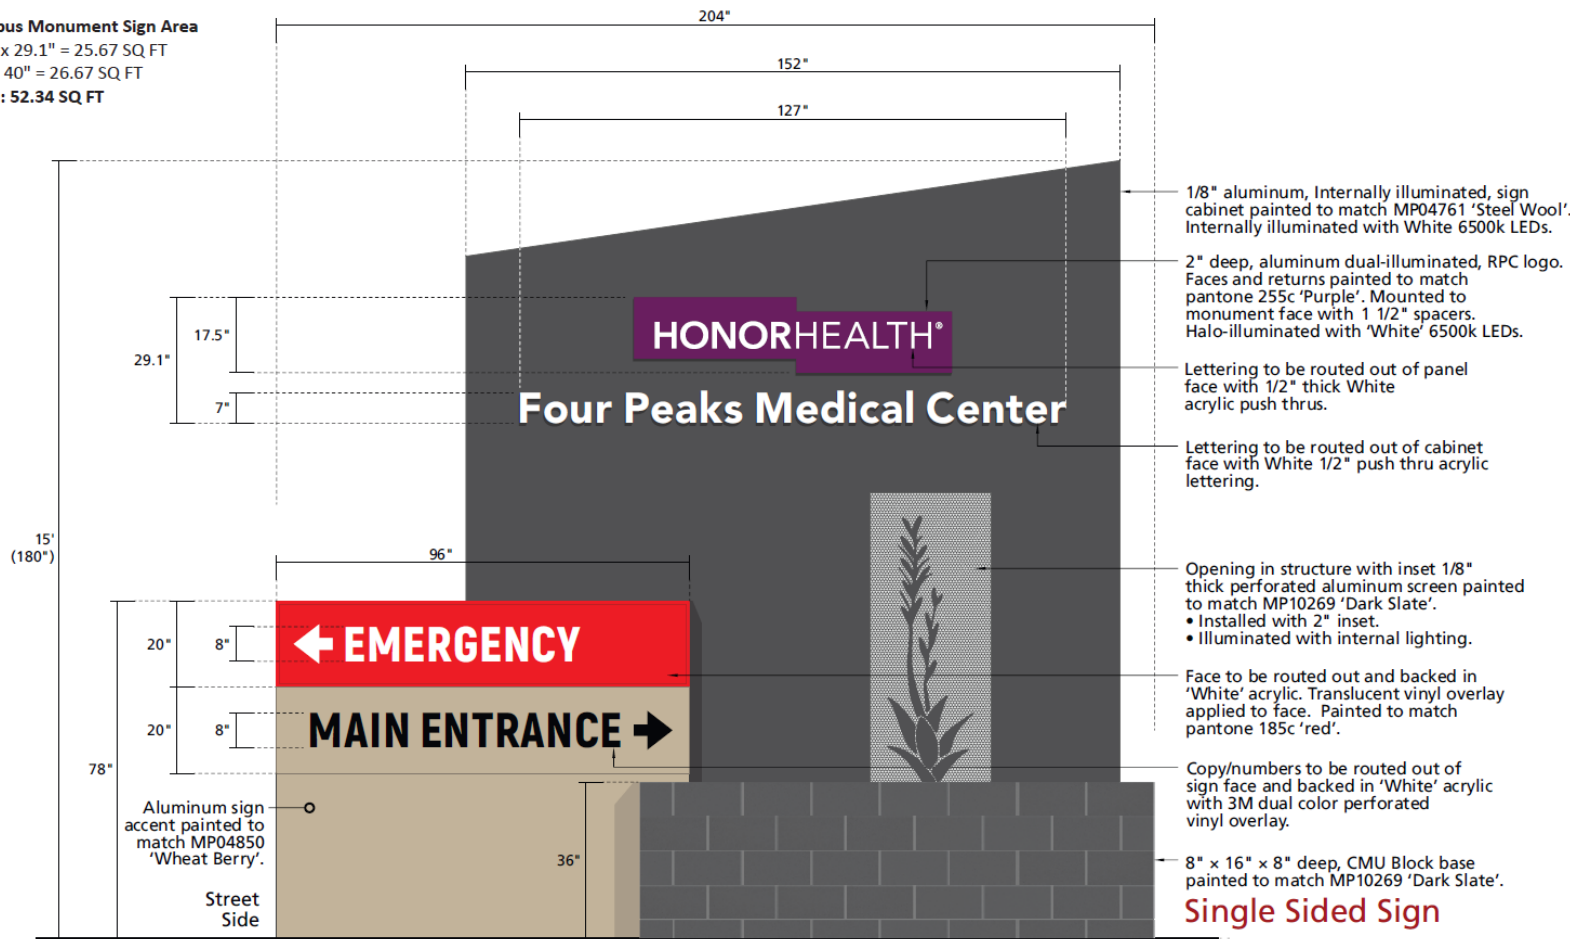 Monument Sign Area
x 29.1" = 25.67 SQ FT
40" = 26.67 SQ FT
: 52.34 SQ FT
204"
152"
127"
1/8" aluminum, Internally illuminated, sign
cabinet painted to match MP04761 ‘Steel Wool’.
Internally illuminated with White 6500k LEDs.
2" deep, aluminum dual-illuminated, RPC logo.
Faces and returns painted to match
pantone 255c ‘Purple’. Mounted to
monument face with 1 1/2" spacers.
Halo-illuminated with ‘White’ 6500k LEDs.
17.5"
29.1"
7"
HONORHEALTH®
Four Peaks Medical Center
Lettering to be routed out of panel
face with 1/2" thick White
acrylic push thrus.
Lettering to be routed out of cabinet
face with White 1/2" push thru acrylic
lettering.
15'
(180")
96"
Opening in structure with inset 1/8"
thick perforated aluminum screen painted
to match MP10269 ‘Dark Slate’.
• Installed with 2" inset.
• Illuminated with internal lighting.
20"
8"
EMERGENCY
Face to be routed out and backed in
‘White’ acrylic. Translucent vinyl overlay
applied to face. Painted to match
pantone 185c ‘red’.
20"
8"
MAIN ENTRANCE
78"
Copy/numbers to be routed out of
sign face and backed in ‘White’ acrylic
with 3M dual color perforated
vinyl overlay.
Aluminum sign
accent painted to
match MP04850
‘Wheat Berry’.
36"
8" × 16" × 8" deep, CMU Block base
painted to match MP10269 ‘Dark Slate’.
Street
Side
Single Sided Sign